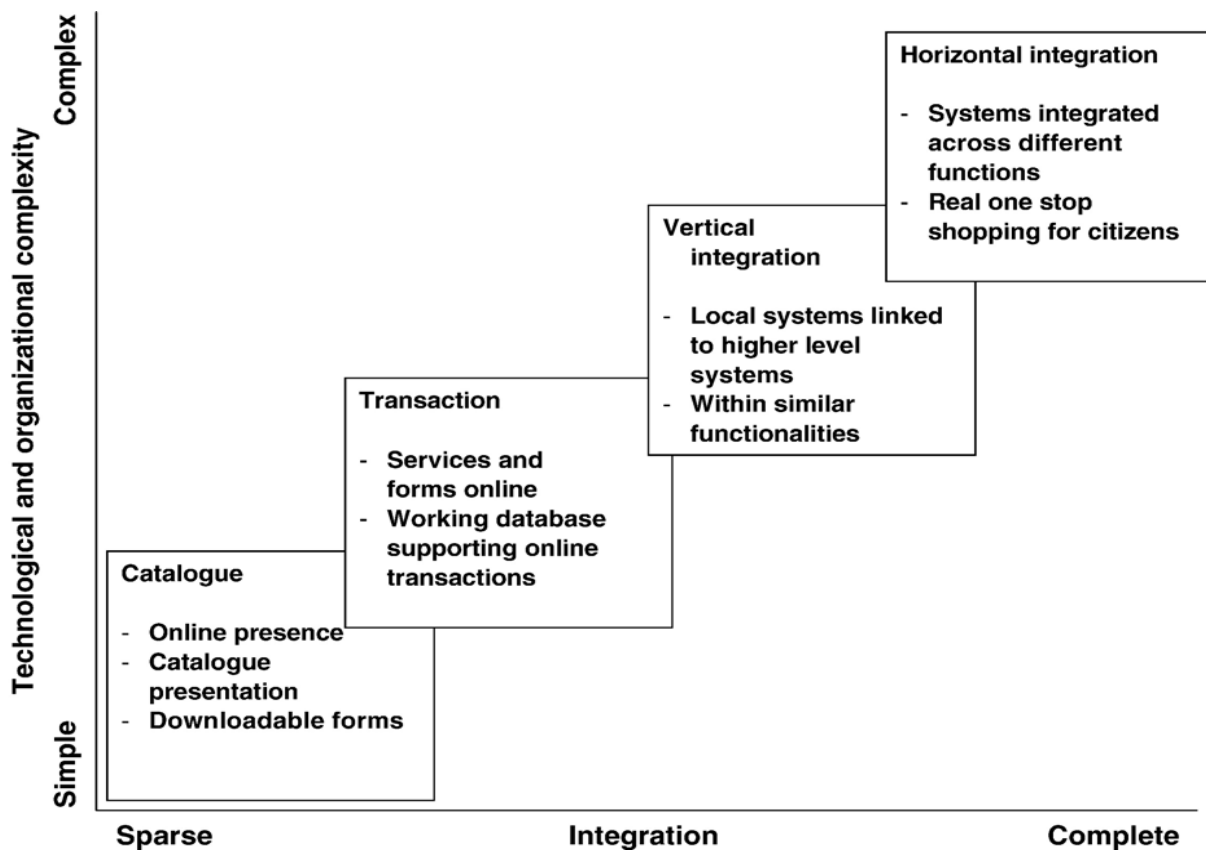 Technological and organizational complexity
Complex
Simple
Horizontal integration
- Systems integrated
across different
functions
- Real one stop
shopping for citizens
Vertical
integration
- Local systems linked
to higher level
systems
- Within similar
functionalities
Transaction
- Services and
forms online
- Working database
supporting online
transactions
Catalogue
- Online presence
- Catalogue
presentation
- Downloadable forms
Sparse
Integration
Complete